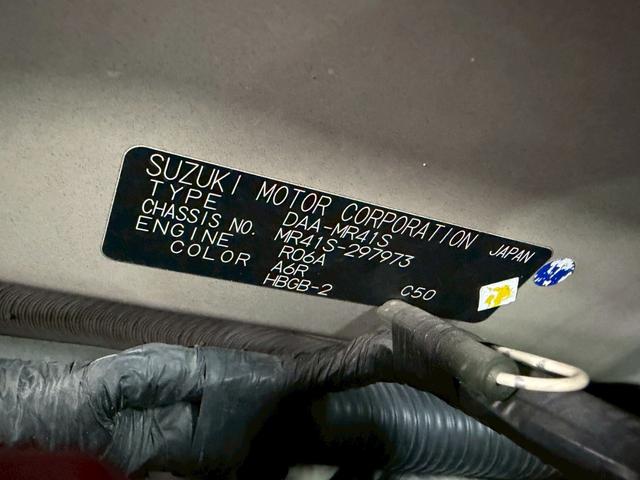 SUZUKI MOTOR CORPORATION JAPAN
TYPE DAA-MR41S
CHASSIS NO. MR41S-297973
ENGINE R06A
COLOR A6R
HBGB-2 C50